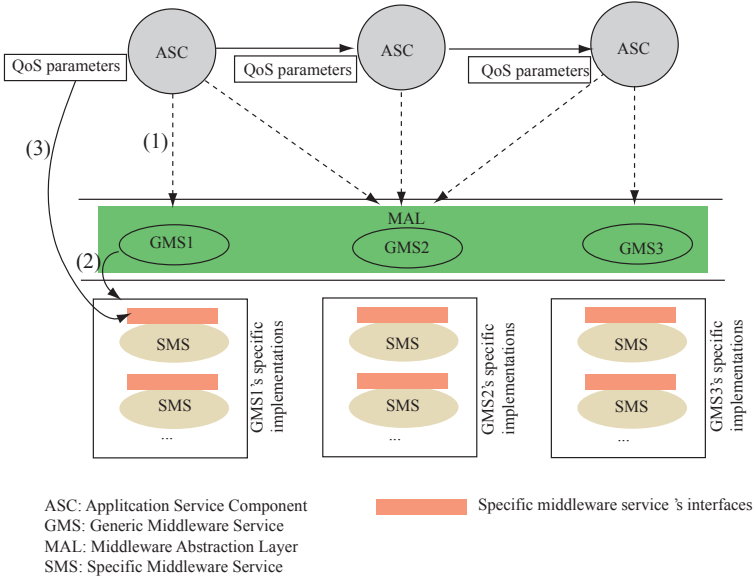 ASC
ASC
ASC
QoS parameters
QoS parameters
QoS parameters
(1)
(3)
MAL
GMS1
GMS2
GMS3
(2)
SMS
SMS
...
GMS1's specific
implementations
SMS
SMS
...
GMS2's specific
implementations
SMS
SMS
...
GMS3's specific
implementations
ASC: Applitcation Service Component
GMS: Generic Middleware Service
MAL: Middleware Abstraction Layer
SMS: Specific Middleware Service
Specific middleware service 's interfaces